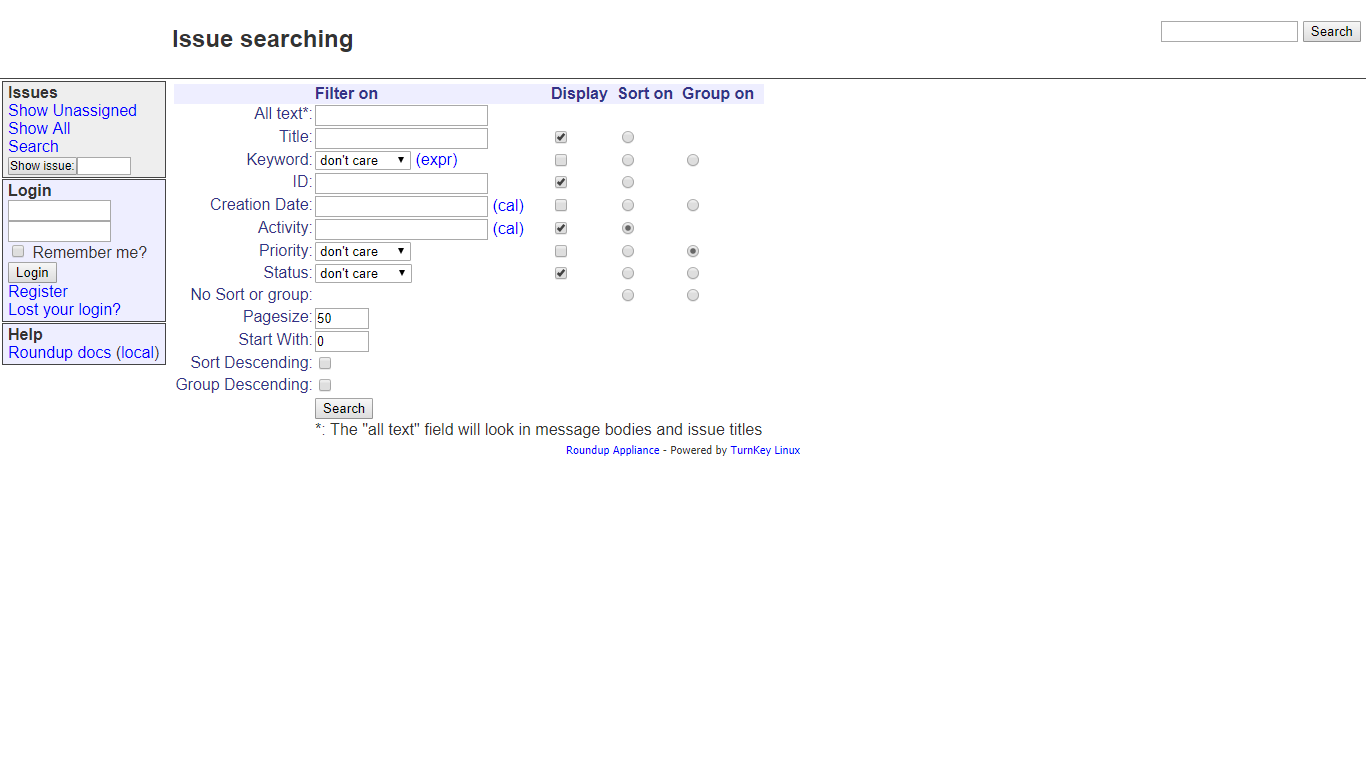 Issue searching
Search
Issues
Show Unassigned
Show All
Search
Show issue:
Login
Remember me?
Login
Register
Lost your login?
Help
Roundup docs (local)
Filter on Display Sort on Group on
All text*:
Title:
Keyword: don't care (expr)
ID:
Creation Date: (cal)
Activity: (cal)
Priority: don't care
Status: don't care
No Sort or group:
Pagesize: 50
Start With: 0
Sort Descending:
Group Descending:
Search
*: The "all text" field will look in message bodies and issue titles
Roundup Appliance - Powered by TurnKey Linux